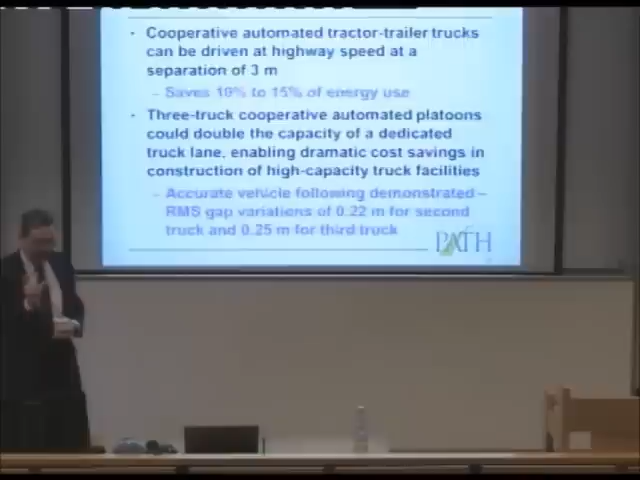 · Cooperative automated tractor-trailer trucks
can be driven at highway speed at a
separation of 3 m
– Saves 10% to 15% of energy use
· Three-truck cooperative automated platoons
could double the capacity of a dedicated
truck lane, enabling dramatic cost savings in
construction of high-capacity truck facilities
– Accurate vehicle following demonstrated –
RMS gap variations of 0.22 m for second
truck and 0.25 m for third truck
PATH